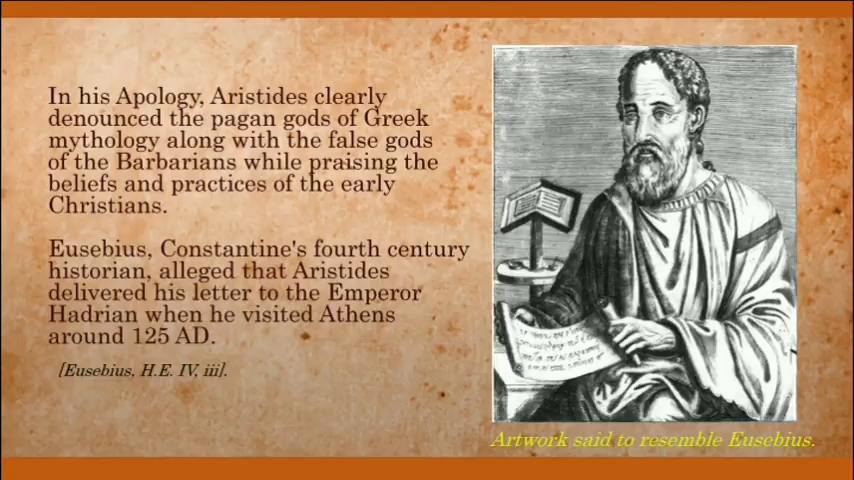 In his Apology, Aristides clearly
denounced the pagan gods of Greek
mythology along with the false gods
of the Barbarians while praising the
beliefs and practices of the early
Christians.
Eusebius, Constantine's fourth century
historian, alleged that Aristides
delivered his letter to the Emperor
Hadrian when he visited Athens
around 125 AD.
[Eusebius, H.E. IV, iii].
Artwork said to resemble Eusebius.